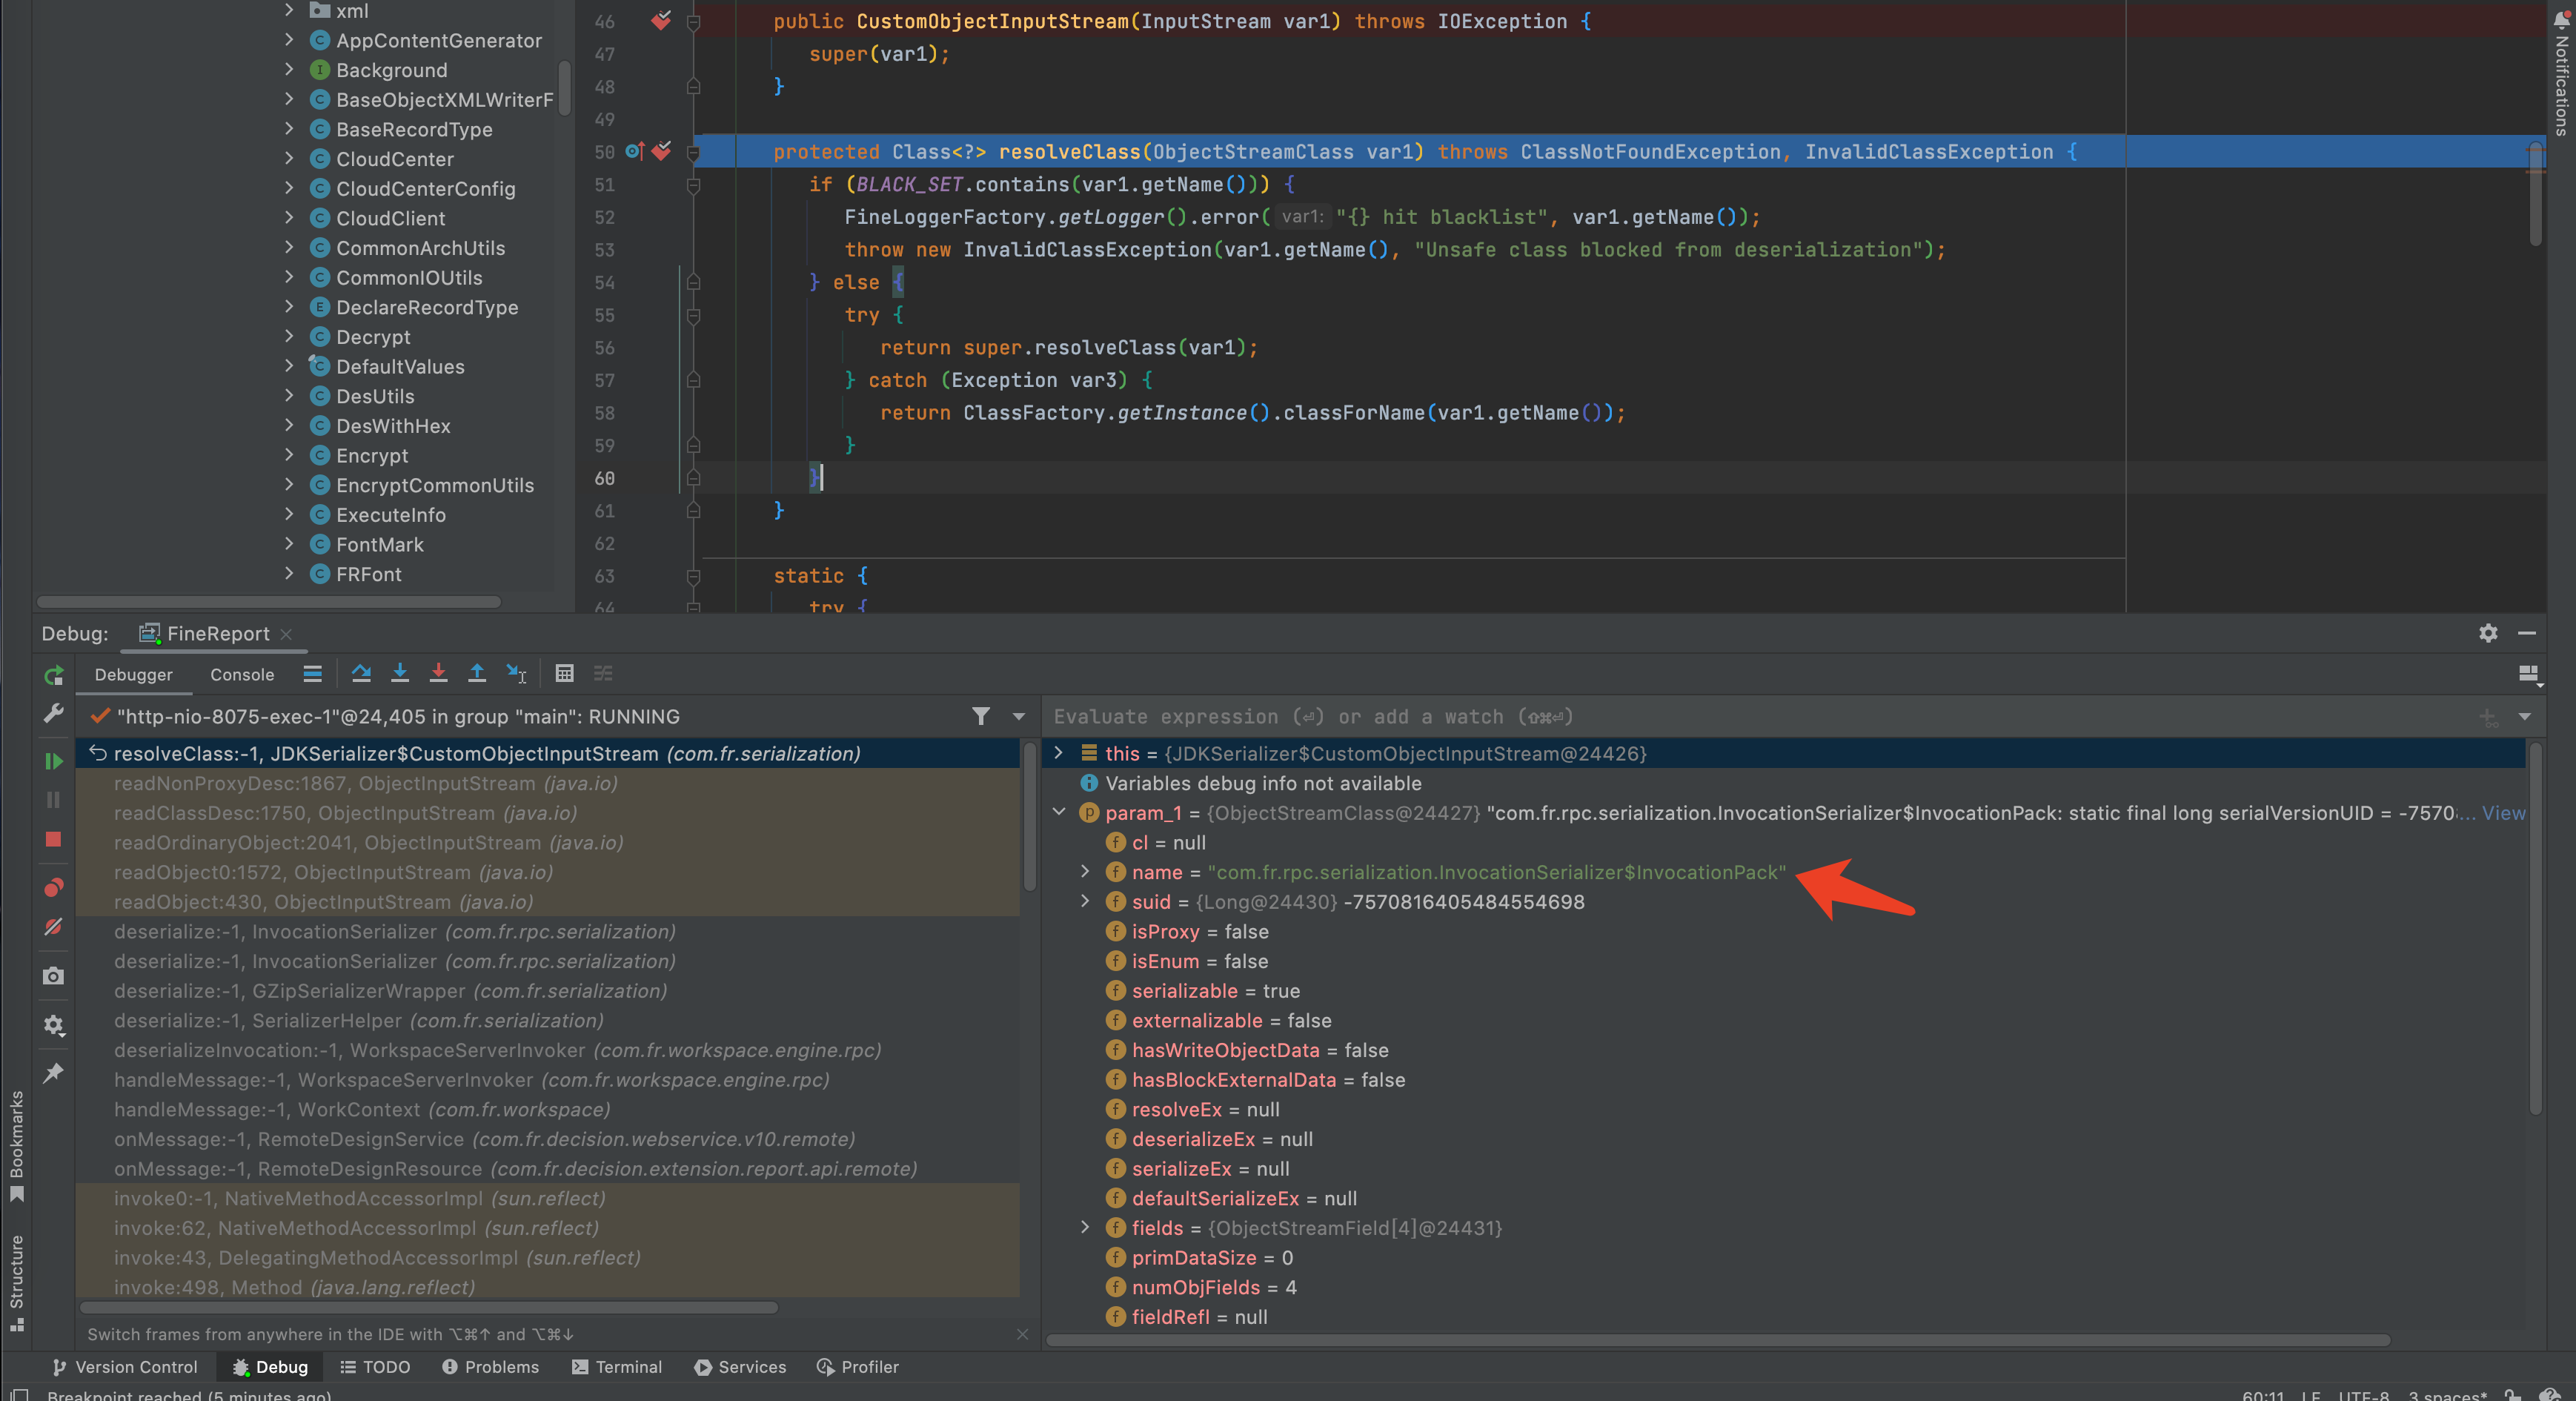 xml
AppContentGenerator
Background
BaseObjectXMLWriterF
BaseRecordType
CloudCenter
CloudCenterConfig
CloudClient
CommonArchUtils
CommonIOUtils
DeclareRecordType
Decrypt
DefaultValues
DesUtils
DesWithHex
Encrypt
EncryptCommonUtils
ExecuteInfo
FontMark
FRFont
46 public CustomObjectInputStream(InputStream var1) throws IOException {
47 super(var1);
48 }
49
50 protected Class<?> resolveClass(ObjectStreamClass var1) throws ClassNotFoundException, InvalidClassException {
51 if (BLACK_SET.contains(var1.getName())) {
52 FineLoggerFactory.getLogger().error( var1: "{} hit blacklist", var1.getName());
53 throw new InvalidClassException(var1.getName(), "Unsafe class blocked from deserialization");
54 } else {
55 try {
56 return super.resolveClass(var1);
57 } catch (Exception var3) {
58 return ClassFactory.getInstance().classForName(var1.getName());
59 }
60 }
61 }
62
63 static {
64 try {
Notifications
Debug: FineReport
Debugger Console
"http-nio-8075-exec-1"@24,405 in group "main": RUNNING
resolveClass:-1, JDKSerializer$CustomObjectInputStream (com.fr.serialization)
readNonProxyDesc:1867, ObjectInputStream (java.io)
readClassDesc:1750, ObjectInputStream (java.io)
readOrdinaryObject:2041, ObjectInputStream (java.io)
readObject0:1572, ObjectInputStream (java.io)
readObject:430, ObjectInputStream (java.io)
deserialize:-1, InvocationSerializer (com.fr.rpc.serialization)
deserialize:-1, InvocationSerializer (com.fr.rpc.serialization)
deserialize:-1, GZipSerializerWrapper (com.fr.serialization)
deserialize:-1, SerializerHelper (com.fr.serialization)
deserializeInvocation:-1, WorkspaceServerInvoker (com.fr.workspace.engine.rpc)
handleMessage:-1, WorkspaceServerInvoker (com.fr.workspace.engine.rpc)
handleMessage:-1, WorkContext (com.fr.workspace)
onMessage:-1, RemoteDesignService (com.fr.decision.webservice.v10.remote)
onMessage:-1, RemoteDesignResource (com.fr.decision.extension.report.api.remote)
invoke0:-1, NativeMethodAccessorImpl (sun.reflect)
invoke:62, NativeMethodAccessorImpl (sun.reflect)
invoke:43, DelegatingMethodAccessorImpl (sun.reflect)
invoke:498, Method (java.lang.reflect)
Switch frames from anywhere in the IDE with ⌥⌘↑ and ⌥⌘↓
Evaluate expression (⏎) or add a watch (⇧⌘⏎)
this = {JDKSerializer$CustomObjectInputStream@24426}
Variables debug info not available
param_1 = {ObjectStreamClass@24427} "com.fr.rpc.serialization.InvocationSerializer$InvocationPack: static final long serialVersionUID = -7570... View
cl = null
name = "com.fr.rpc.serialization.InvocationSerializer$InvocationPack"
suid = {Long@24430} -7570816405484554698
isProxy = false
isEnum = false
serializable = true
externalizable = false
hasWriteObjectData = false
hasBlockExternalData = false
resolveEx = null
deserializeEx = null
serializeEx = null
defaultSerializeEx = null
fields = {ObjectStreamField[4]@24431}
primDataSize = 0
numObjFields = 4
fieldRefl = null
Bookmarks
Structure
Version Control Debug TODO Problems Terminal Services Profiler
Breakpoint reached (5 minutes ago)
60:11 LF UTF-8 3 spaces*